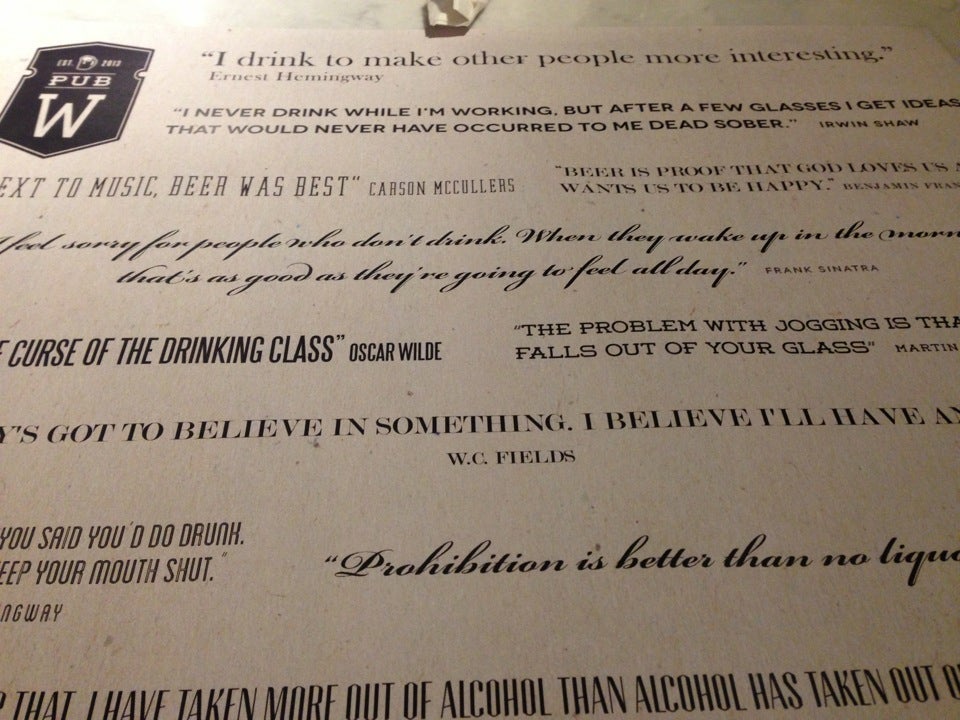 EST. 2013
PUB
W
"I drink to make other people more interesting."
Ernest Hemingway
"I NEVER DRINK WHILE I'M WORKING, BUT AFTER A FEW GLASSES I GET IDEAS
THAT WOULD NEVER HAVE OCCURRED TO ME DEAD SOBER." IRWIN SHAW
EXT TO MUSIC, BEER WAS BEST" CARSON MCCULLERS
"BEER IS PROOF THAT GOD LOVES US A
WANTS US TO BE HAPPY." BENJAMIN FRAN
I feel sorry for people who don't drink. When they wake up in the morn
that's as good as they're going to feel all day." FRANK SINATRA
E CURSE OF THE DRINKING CLASS" OSCAR WILDE
"THE PROBLEM WITH JOGGING IS THA
FALLS OUT OF YOUR GLASS" MARTIN
Y'S GOT TO BELIEVE IN SOMETHING. I BELIEVE I'LL HAVE AN
W.C. FIELDS
YOU SAID YOU'D DO DRUNK.
EEP YOUR MOUTH SHUT."
NGWAY
"Prohibition is better than no liquo
THAT I HAVE TAKEN MORE OUT OF ALCOHOL THAN ALCOHOL HAS TAKEN OUT O